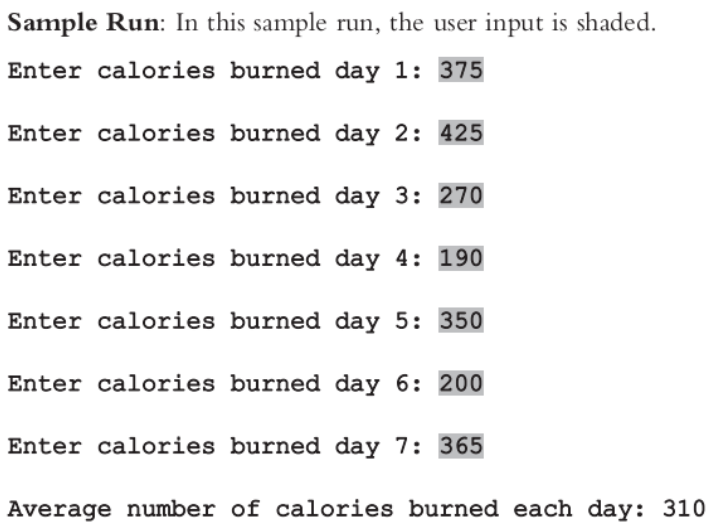 Sample Run: In this sample run, the user input is shaded.
Enter calories burned day 1: 375
Enter calories burned day 2: 425
Enter calories burned day 3: 270
Enter calories burned day 4: 190
Enter calories burned day 5: 350
Enter calories burned day 6: 200
Enter calories burned day 7: 365
Average number of calories burned each day: 310